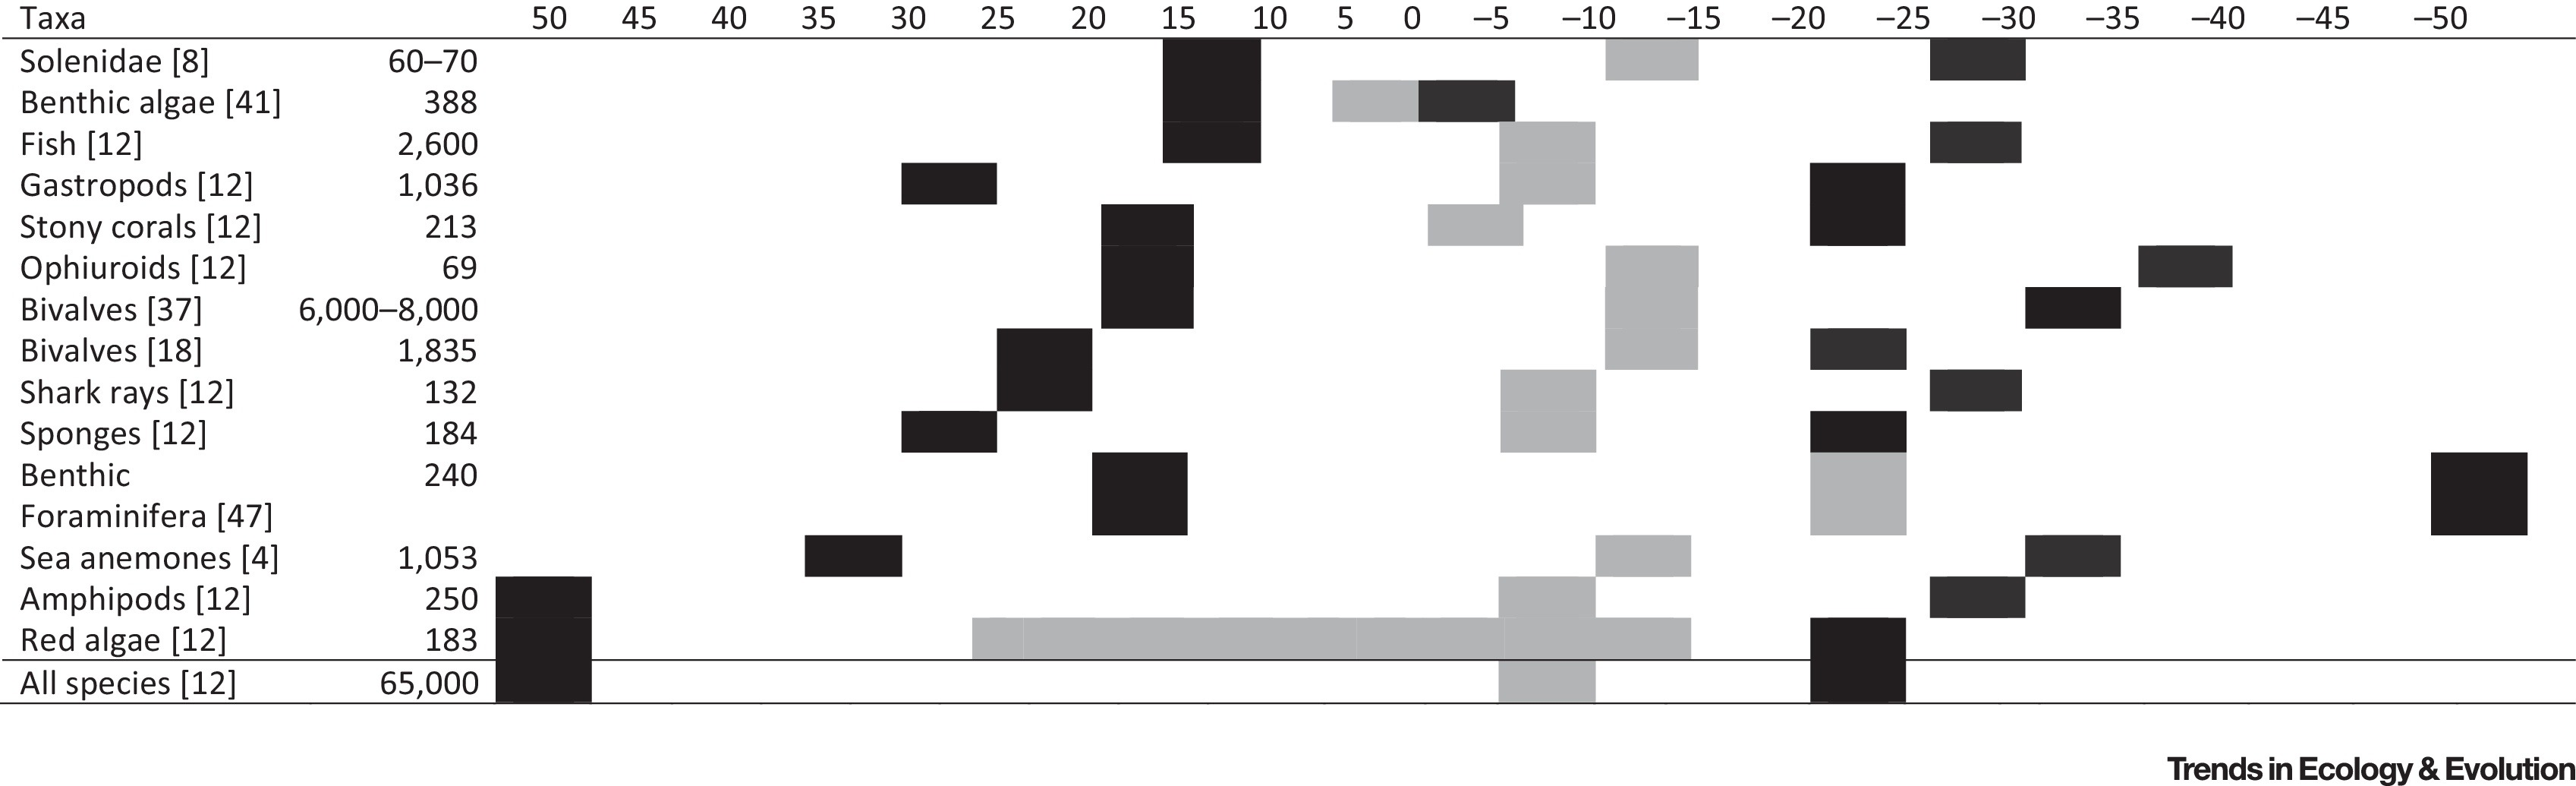 Taxa 50 45 40 35 30 25 20 15 10 5 0 –5 –10 –15 –20 –25 –30 –35 –40 –45 –50
Solenidae [8] 60–70
Benthic algae [41] 388
Fish [12] 2,600
Gastropods [12] 1,036
Stony corals [12] 213
Ophiuroids [12] 69
Bivalves [37] 6,000–8,000
Bivalves [18] 1,835
Shark rays [12] 132
Sponges [12] 184
Benthic 240
Foraminifera [47]
Sea anemones [4] 1,053
Amphipods [12] 250
Red algae [12] 183
All species [12] 65,000
Trends in Ecology & Evolution